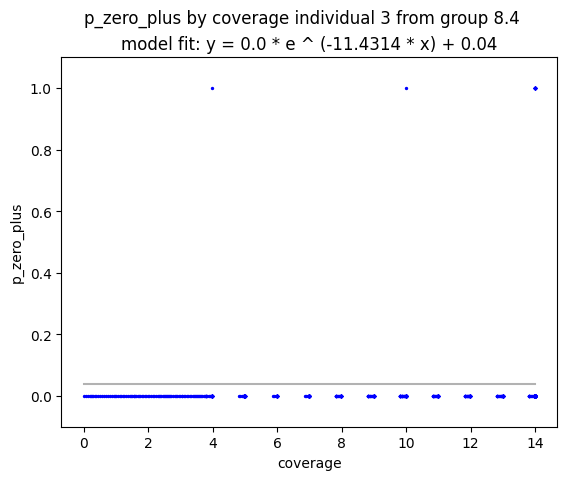 p_zero_plus by coverage individual 3 from group 8.4
model fit: y = 0.0 * e ^ (-11.4314 * x) + 0.04
1.0
0.8
0.6
0.4
0.2
0.0
p_zero_plus
0 2 4 6 8 10 12 14
coverage